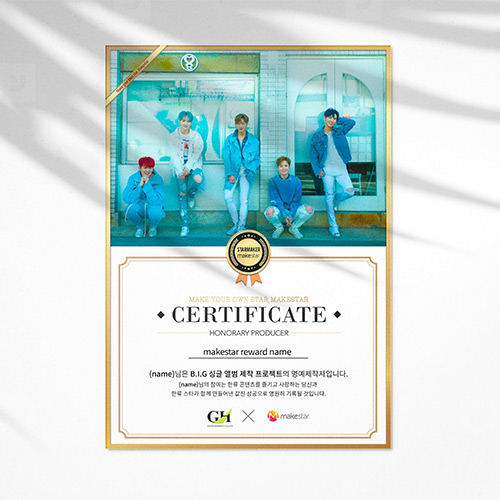 STARMAKER
makestar
MAKE YOUR OWN STAR MAKESTAR
CERTIFICATE
HONORARY PRODUCER
makestar reward name
(name)님은 B.I.G 싱글 앨범 제작 프로젝트의 명예제작자입니다.
(name)님의 참여는 한류 콘텐츠를 즐기고 사랑하는 당신과
한류 스타가 함께 만들어낸 값진 성공으로 영원히 기록될 것입니다.
GH × makestar